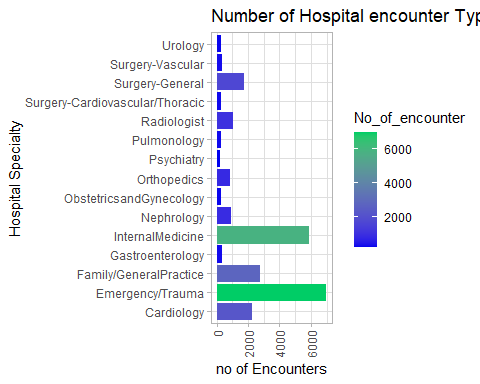 Number of Hospital encounter Typ
Urology
Surgery-Vascular
Surgery-General
Surgery-Cardiovascular/Thoracic
Radiologist
Pulmonology
Psychiatry
Orthopedics
ObstetricsandGynecology
Nephrology
InternalMedicine
Gastroenterology
Family/GeneralPractice
Emergency/Trauma
Cardiology
Hospital Specialty
0
2000
4000
6000
no of Encounters
No_of_encounter
6000
4000
2000